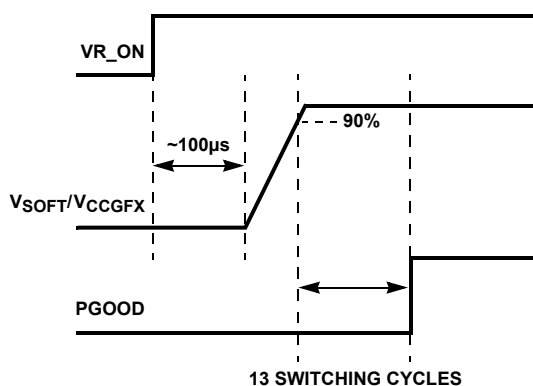 VR_ON
~100µs
90%
VSOFT/VCCGFX
PGOOD
13 SWITCHING CYCLES